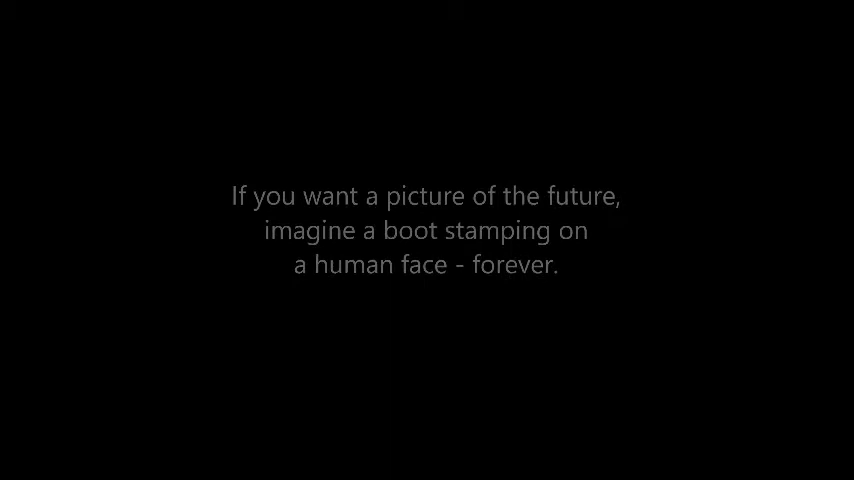 If you want a picture of the future,
imagine a boot stamping on
a human face - forever.